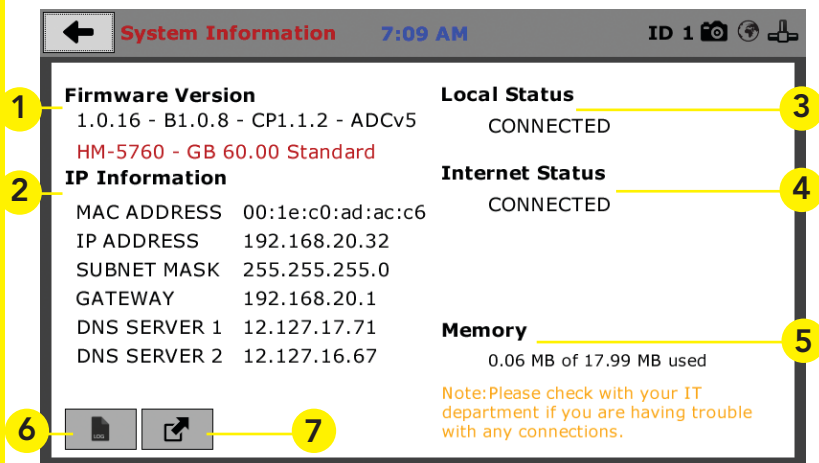 System Information 7:09 AM ID 1
1
Firmware Version
1.0.16 - B1.0.8 - CP1.1.2 - ADCv5
HM-5760 - GB 60.00 Standard
2
IP Information
MAC ADDRESS 00:1e:c0:ad:ac:c6
IP ADDRESS 192.168.20.32
SUBNET MASK 255.255.255.0
GATEWAY 192.168.20.1
DNS SERVER 1 12.127.17.71
DNS SERVER 2 12.127.16.67
6
LOG
7
Local Status
3
CONNECTED
Internet Status
4
CONNECTED
Memory
5
0.06 MB of 17.99 MB used
Note:Please check with your IT
department if you are having trouble
with any connections.